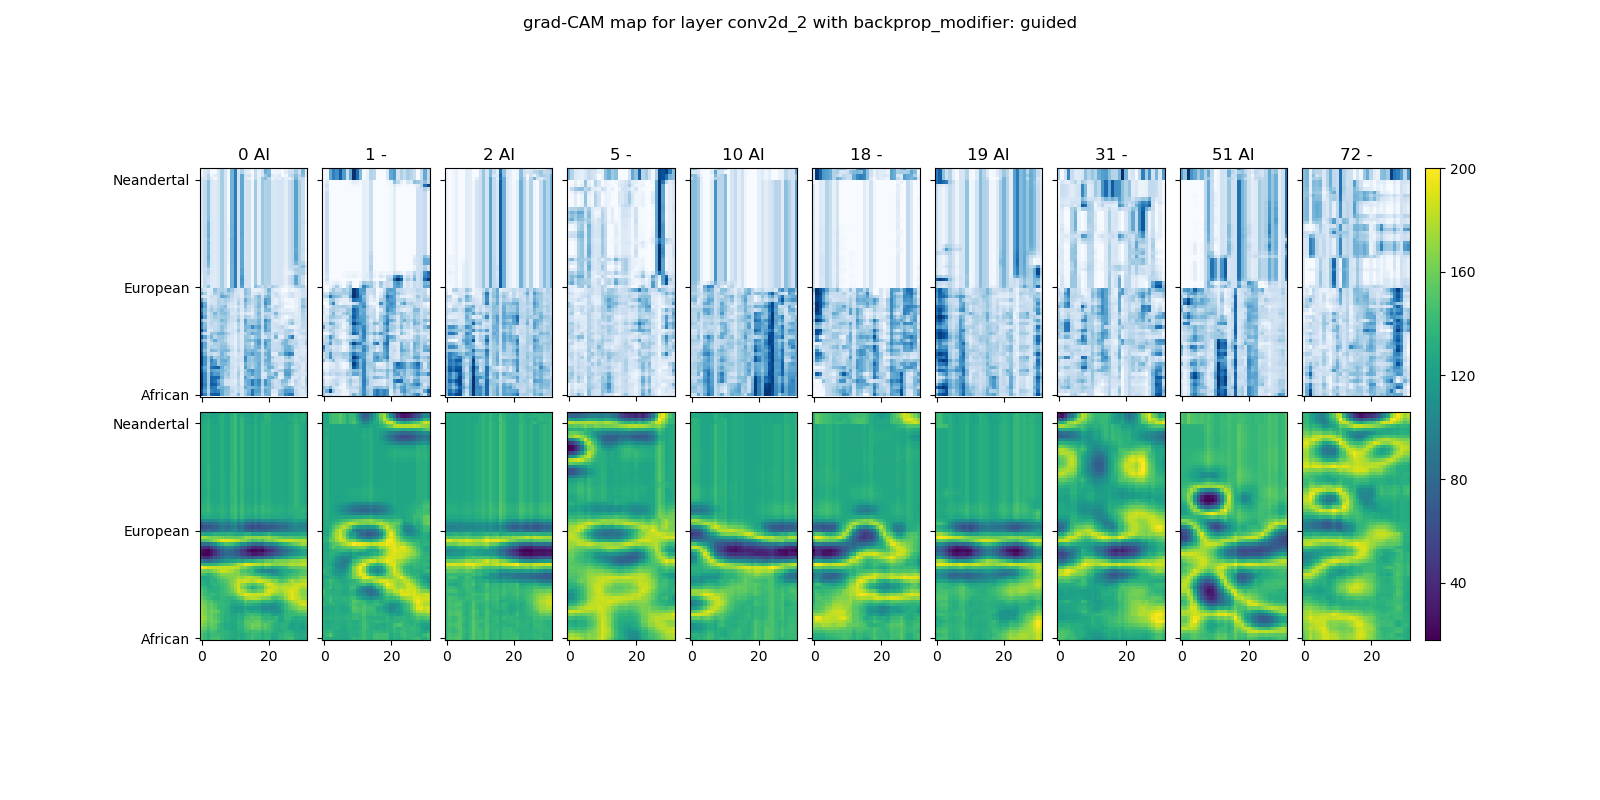 grad-CAM map for layer conv2d_2 with backprop_modifier: guided
0 AI 1 - 2 AI 5 - 10 AI 18 - 19 AI 31 - 51 AI 72 -
Neandertal
European
African
Neandertal
European
African
0 20 0 20 0 20 0 20 0 20 0 20 0 20 0 20 0 20 0 20
200
160
120
80
40